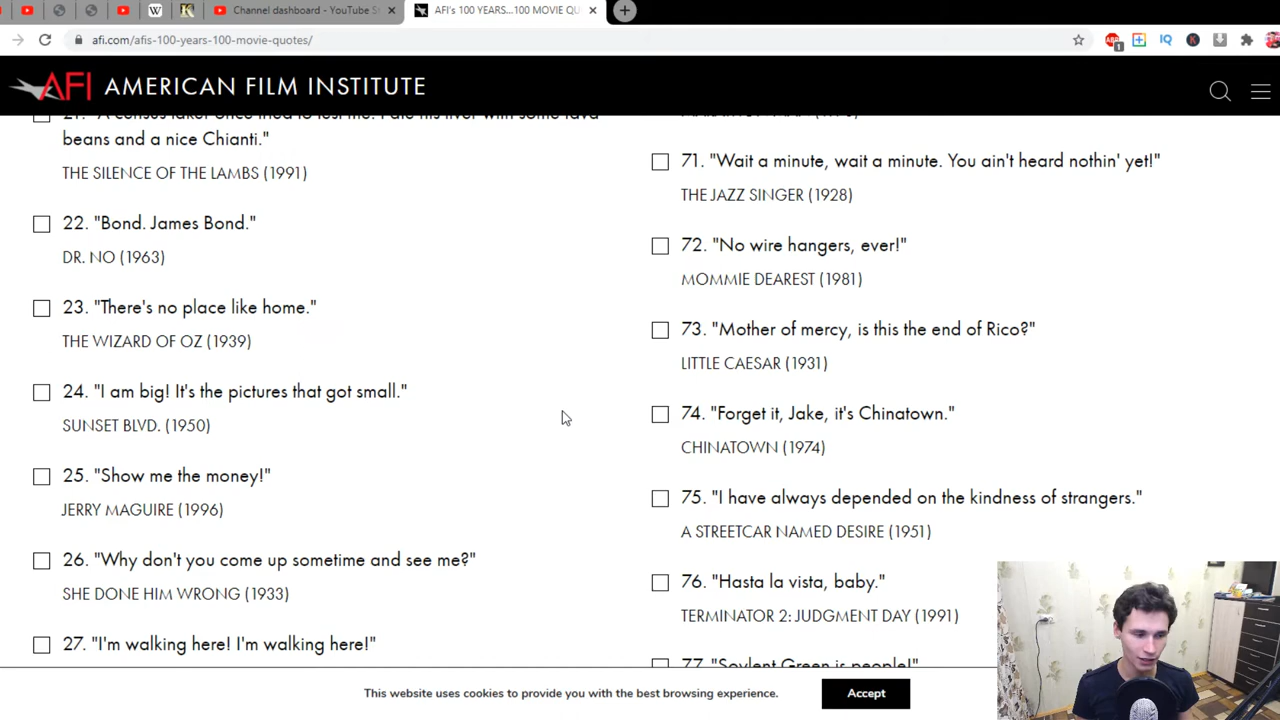 Channel dashboard - YouTube S
AFI's 100 YEARS...100 MOVIE QU
afi.com/afis-100-years-100-movie-quotes/
AFI AMERICAN FILM INSTITUTE
beans and a nice Chianti."
THE SILENCE OF THE LAMBS (1991)
22. "Bond. James Bond."
DR. NO (1963)
23. "There's no place like home."
THE WIZARD OF OZ (1939)
24. "I am big! It's the pictures that got small."
SUNSET BLVD. (1950)
25. "Show me the money!"
JERRY MAGUIRE (1996)
26. "Why don't you come up sometime and see me?"
SHE DONE HIM WRONG (1933)
27. "I'm walking here! I'm walking here!"
71. "Wait a minute, wait a minute. You ain't heard nothin' yet!"
THE JAZZ SINGER (1928)
72. "No wire hangers, ever!"
MOMMIE DEAREST (1981)
73. "Mother of mercy, is this the end of Rico?"
LITTLE CAESAR (1931)
74. "Forget it, Jake, it's Chinatown."
CHINATOWN (1974)
75. "I have always depended on the kindness of strangers."
A STREETCAR NAMED DESIRE (1951)
76. "Hasta la vista, baby."
TERMINATOR 2: JUDGMENT DAY (1991)
77. "Soylent Green is people!"
This website uses cookies to provide you with the best browsing experience.
Accept